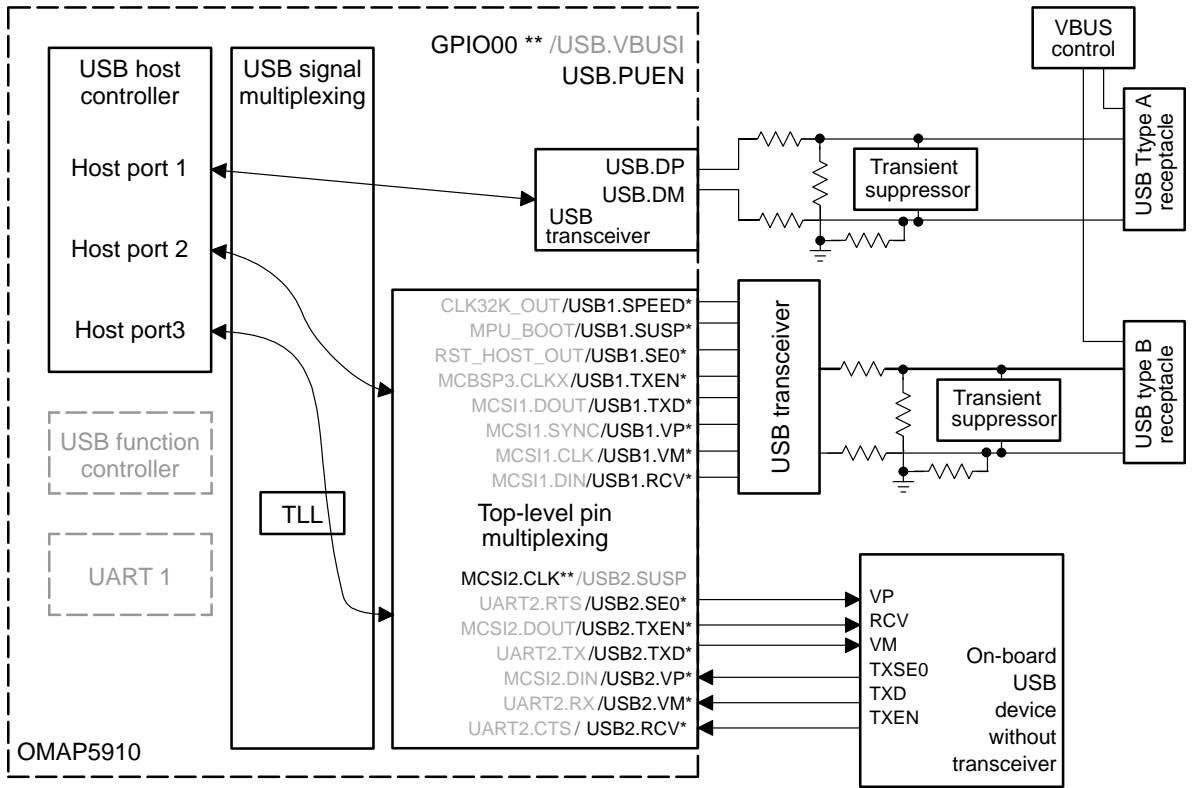 GPIO00 ** /USB.VBUSI
USB.PUEN
VBUS
control
USB host
controller
Host port 1
Host port 2
Host port3
USB signal
multiplexing
USB.DP
USB.DM
USB
transceiver
Transient
suppressor
USB Ttype A
receptacle
CLK32K_OUT/USB1.SPEED*
MPU_BOOT/USB1.SUSP*
RST_HOST_OUT/USB1.SE0*
MCBSP3.CLKX/USB1.TXEN*
MCSI1.DOUT/USB1.TXD*
MCSI1.SYNC/USB1.VP*
MCSI1.CLK /USB1.VM*
MCSI1.DIN/USB1.RCV*
USB transceiver
Transient
suppressor
USB type B
receptacle
USB function
controller
TLL
UART 1
Top-level pin
multiplexing
MCSI2.CLK**/USB2.SUSP
UART2.RTS /USB2.SE0*
MCSI2.DOUT/USB2.TXEN*
UART2.TX/USB2.TXD*
MCSI2.DIN /USB2.VP*
UART2.RX/USB2.VM*
UART2.CTS/ USB2.RCV*
VP
RCV
VM
TXSE0
TXD
TXEN
On-board
USB
device
without
transceiver
OMAP5910